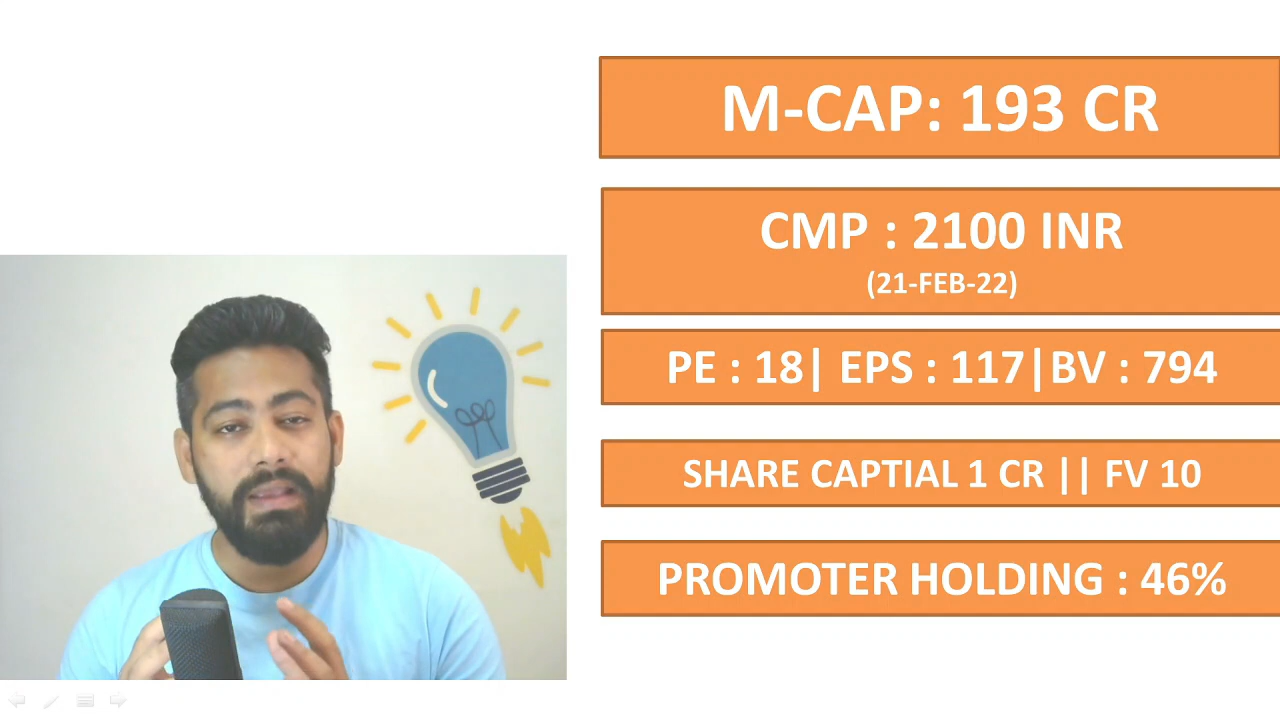 M-CAP: 193 CR
CMP : 2100 INR
(21-FEB-22)
PE : 18| EPS : 117|BV : 794
SHARE CAPTIAL 1 CR || FV 10
PROMOTER HOLDING : 46%